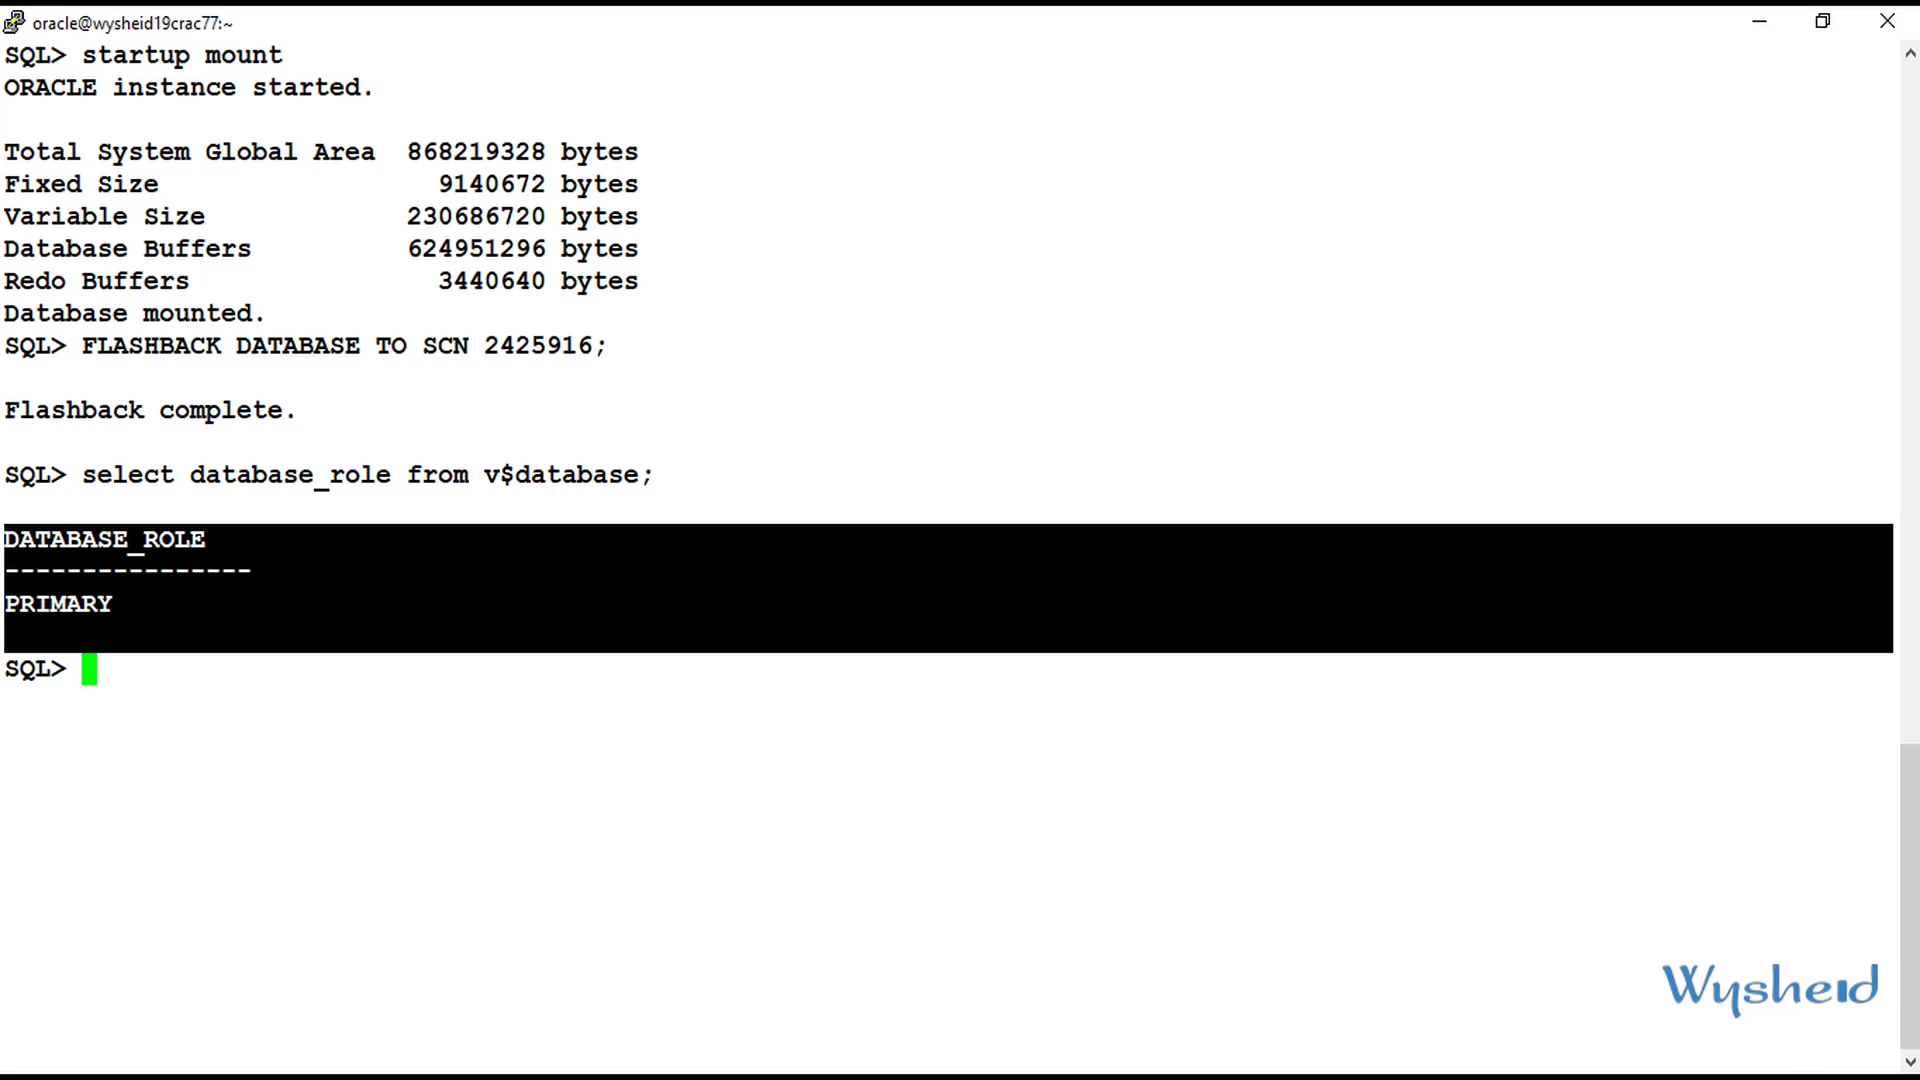 oracle@wysheid19crac77:~
SQL> startup mount
ORACLE instance started.
Total System Global Area  868219328 bytes
Fixed Size                  9140672 bytes
Variable Size             230686720 bytes
Database Buffers          624951296 bytes
Redo Buffers                3440640 bytes
Database mounted.
SQL> FLASHBACK DATABASE TO SCN 2425916;
Flashback complete.
SQL> select database_role from v$database;
DATABASE_ROLE
----------------
PRIMARY
SQL>
Wysheid